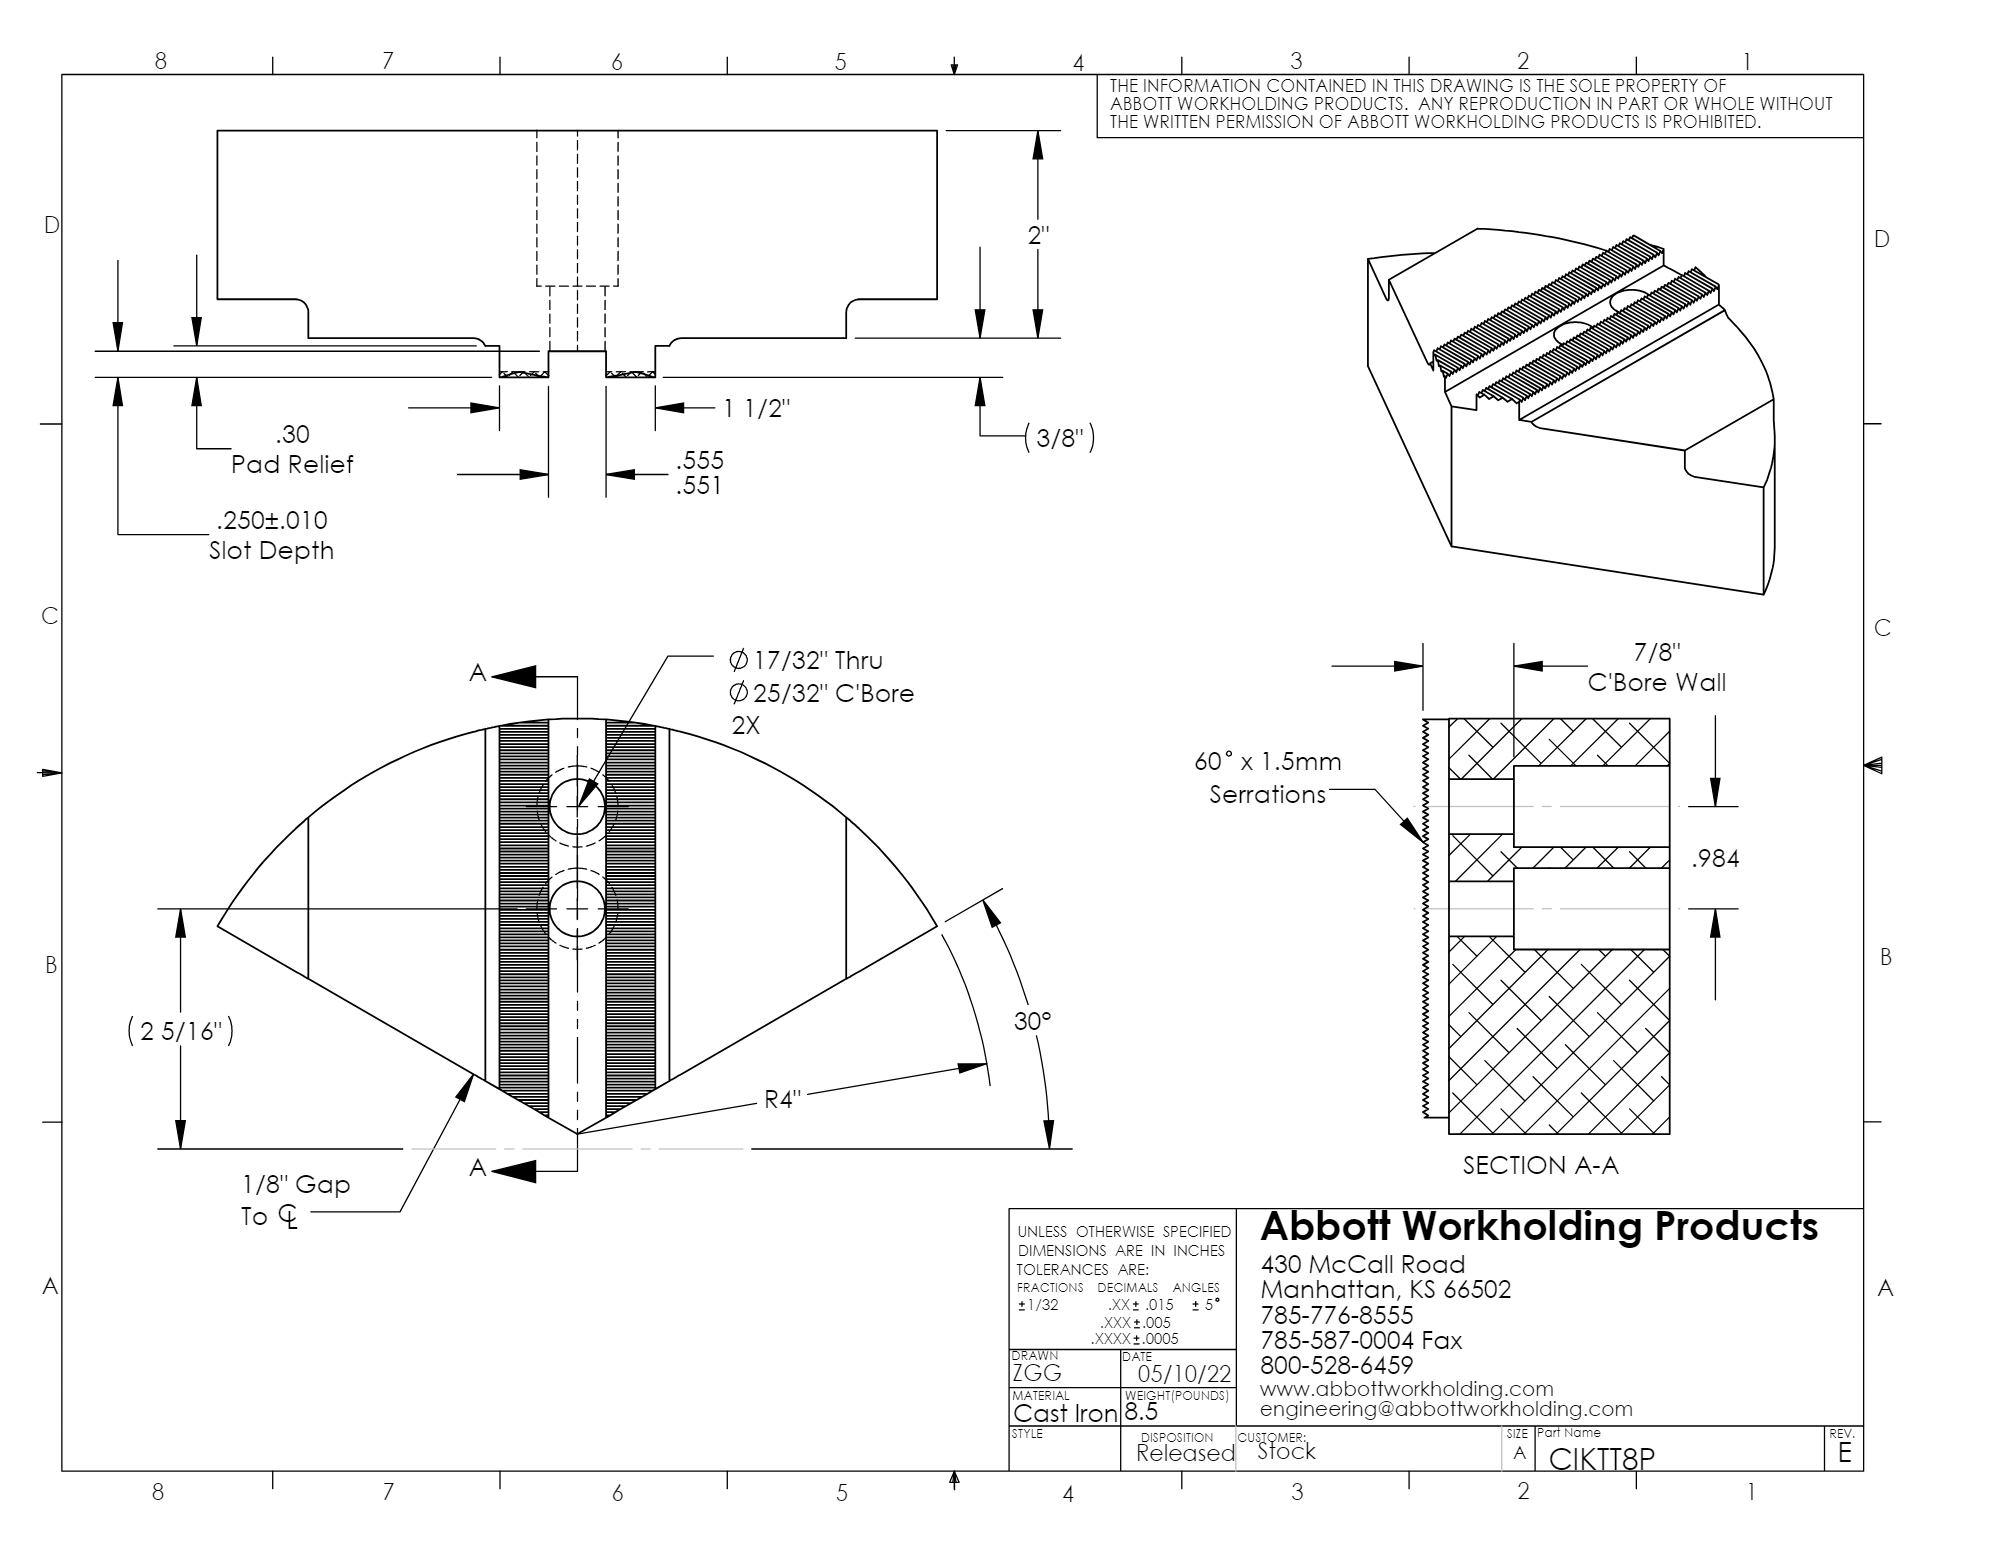 8 7 6 5 4 3 2 1
THE INFORMATION CONTAINED IN THIS DRAWING IS THE SOLE PROPERTY OF
ABBOTT WORKHOLDING PRODUCTS.  ANY REPRODUCTION IN PART OR WHOLE WITHOUT
THE WRITTEN PERMISSION OF ABBOTT WORKHOLDING PRODUCTS IS PROHIBITED.
D
D
2"
1 1/2"
(3/8")
.30
Pad Relief
.555
.551
.250±.010
Slot Depth
C
C
A
Ø 17/32" Thru
Ø 25/32" C'Bore
2X
7/8"
C'Bore Wall
60° x 1.5mm
Serrations
.984
B
B
(2 5/16")
30°
R4"
A
1/8" Gap
To ℄
SECTION A-A
A
A
UNLESS OTHERWISE SPECIFIED
DIMENSIONS ARE IN INCHES
TOLERANCES ARE:
FRACTIONS DECIMALS ANGLES
±1/32 .XX± .015 ± 5°
.XXX±.005
.XXXX±.0005
DRAWN
ZGG
DATE
05/10/22
MATERIAL
Cast Iron
WEIGHT(POUNDS)
8.5
STYLE
DISPOSITION
Released
Abbott Workholding Products
430 McCall Road
Manhattan, KS 66502
785-776-8555
785-587-0004 Fax
800-528-6459
www.abbottworkholding.com
engineering@abbottworkholding.com
CUSTOMER:
Stock
SIZE
A
Part Name
CIKTT8P
REV.
E
8 7 6 5 4 3 2 1